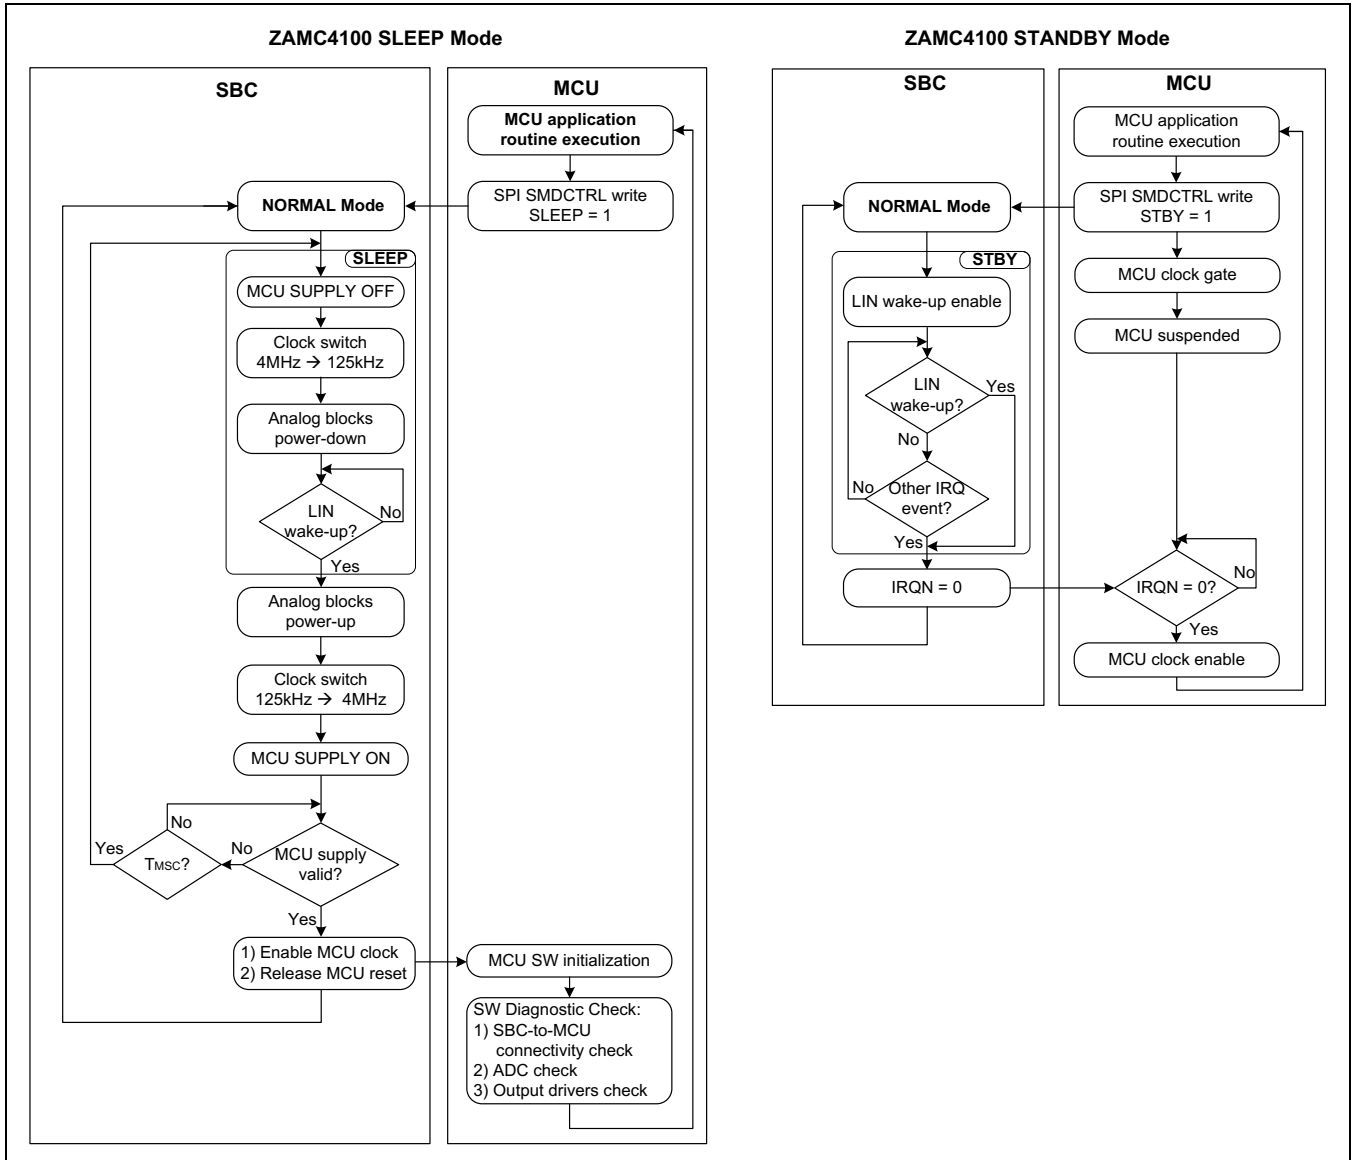 ZAMC4100 SLEEP Mode
SBC
MCU
MCU application
routine execution
SPI SMDCTRL write
SLEEP = 1
NORMAL Mode
SLEEP
MCU SUPPLY OFF
Clock switch
4MHz → 125kHz
Analog blocks
power-down
LIN
wake-up?
No
Yes
Analog blocks
power-up
Clock switch
125kHz → 4MHz
MCU SUPPLY ON
No
Yes
TMSC?
No
MCU supply
valid?
Yes
1) Enable MCU clock
2) Release MCU reset
MCU SW initialization
SW Diagnostic Check:
1) SBC-to-MCU
connectivity check
2) ADC check
3) Output drivers check
ZAMC4100 STANDBY Mode
SBC
MCU
MCU application
routine execution
SPI SMDCTRL write
STBY = 1
NORMAL Mode
STBY
MCU clock gate
LIN wake-up enable
MCU suspended
LIN
wake-up?
Yes
No
Other IRQ
event?
No
Yes
IRQN = 0
IRQN = 0?
No
Yes
MCU clock enable